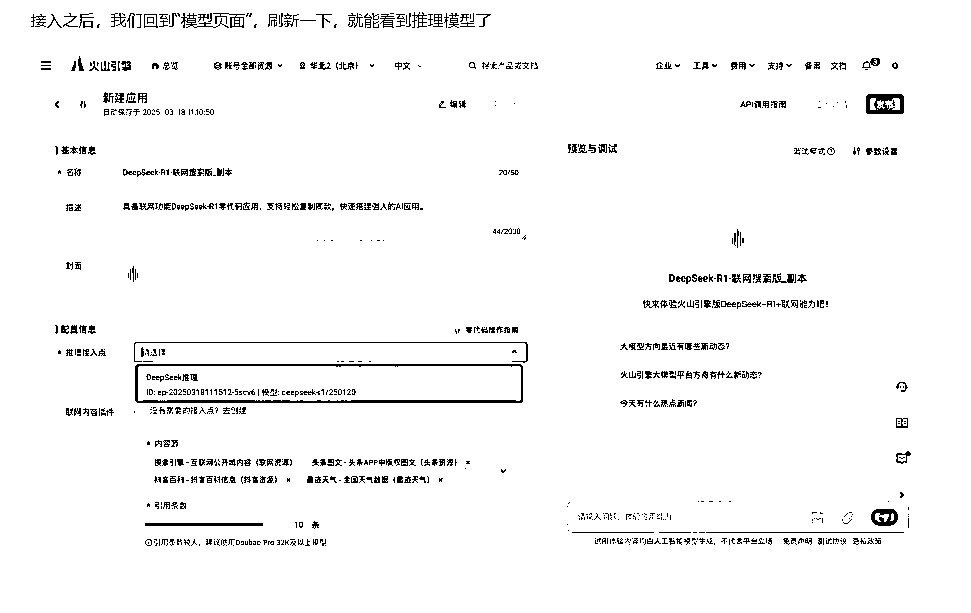 接入之后，我们回到“模型页面”，刷新一下，就能看到推理模型了
火山引擎 总览 账号全部资源 华北2（北京） 中文 搜索产品或文档 企业 工具 费用 支持 备案 文档
新建应用 编辑 API调用指南 发布
自动保存于 2025-03-18 11:10:50
基本信息 预览与调试 调试模式 参数设置
* 名称 DeepSeek-R1-联网搜索版_副本 20/50
描述 具备联网功能DeepSeek-R1零代码应用，支持轻松复制同款，快速搭建强大的AI应用。
44/2000
封面
DeepSeek-R1-联网搜索版_副本
快来体验火山引擎版DeepSeek-R1+联网能力吧！
配置信息 零代码操作指南
* 推理接入点 请选择
大模型方向最近有哪些新动态？
DeepSeek推理
火山引擎大模型平台方舟有什么新动态？
ID: ep-20250318111512-5scv6 | 模型: deepseek-r1/250120
今天有什么热点新闻？
联网内容插件 没有想要的接入点？去创建
* 内容源
搜索引擎 - 互联网公开域内容（联网资源） 头条图文 - 头条APP中版权图文（头条资源） ×
抖音百科 - 抖音百科信息（抖音资源） × 墨迹天气 - 全国天气数据（墨迹天气） ×
* 引用条数
10 条
引用条数较大，建议使用Doubao Pro 32K及以上模型
试用体验内容均由人工智能模型生成，不代表平台立场 免责声明 测试协议 隐私政策